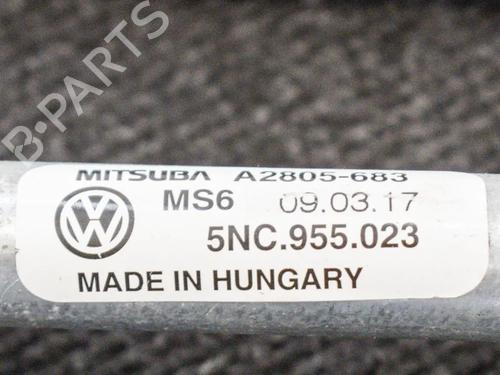 B-PARTS
MITSUBA A2805-683
MS6 09.03.17
5NC.955.023
MADE IN HUNGARY